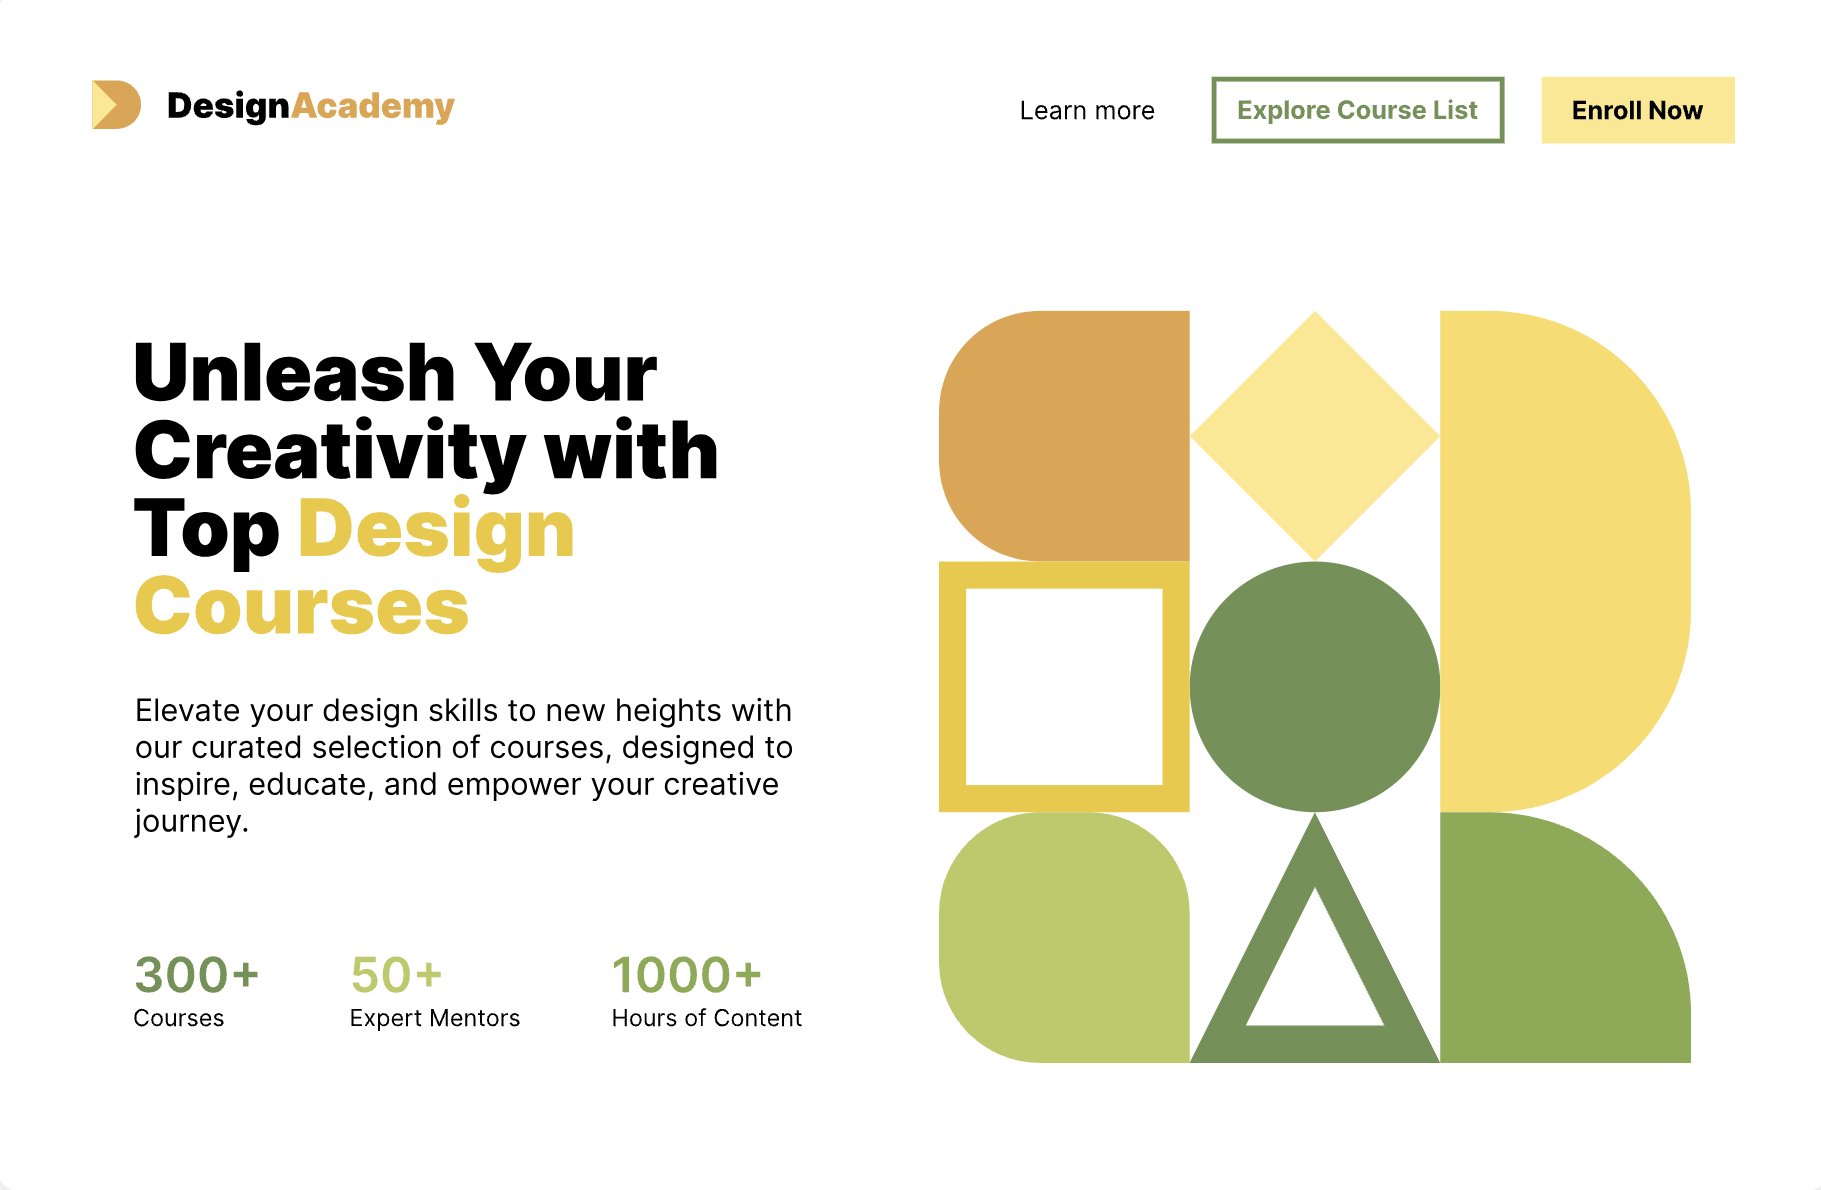 DesignAcademy
Learn more
Explore Course List
Enroll Now
Unleash Your
Creativity with
Top Design
Courses
Elevate your design skills to new heights with
our curated selection of courses, designed to
inspire, educate, and empower your creative
journey.
300+
Courses
50+
Expert Mentors
1000+
Hours of Content